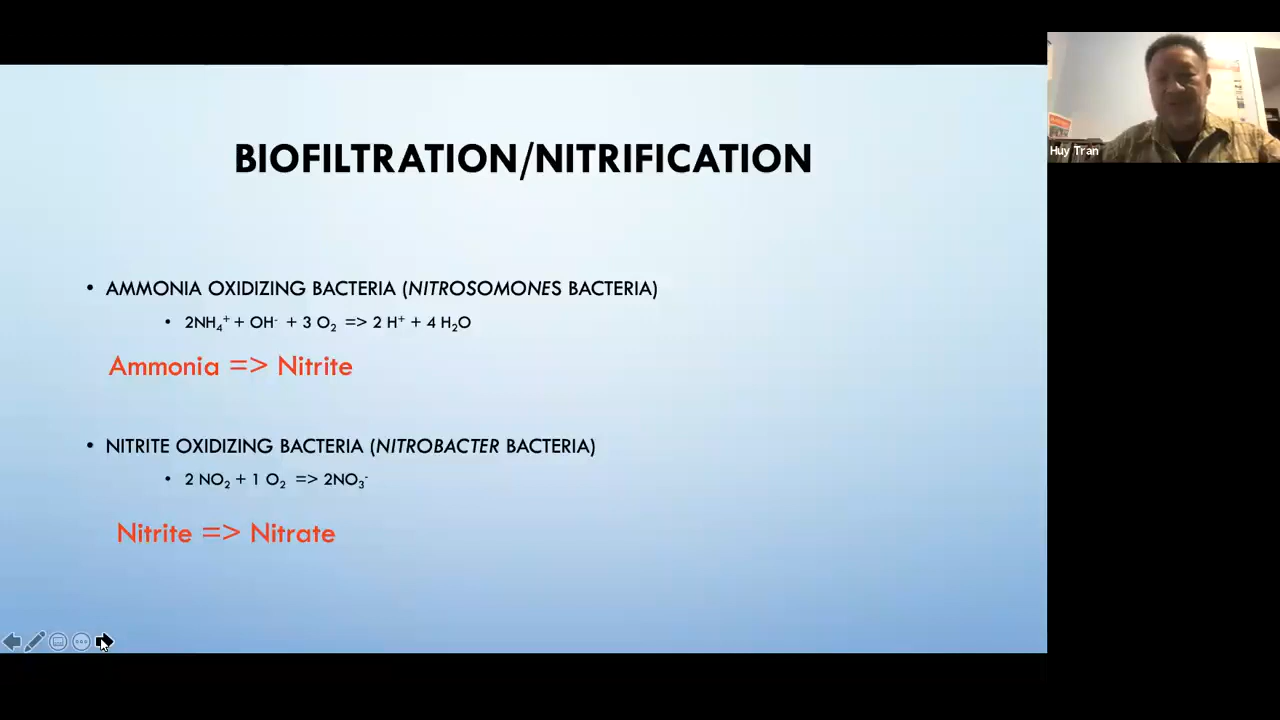 BIOFILTRATION/NITRIFICATION
Huy Tran
• AMMONIA OXIDIZING BACTERIA (NITROSOMONES BACTERIA)
• 2NH₄⁺ + OH⁻ + 3 O₂ => 2 H⁺ + 4 H₂O
Ammonia => Nitrite
• NITRITE OXIDIZING BACTERIA (NITROBACTER BACTERIA)
• 2 NO₂ + 1 O₂ => 2NO₃⁻
Nitrite => Nitrate